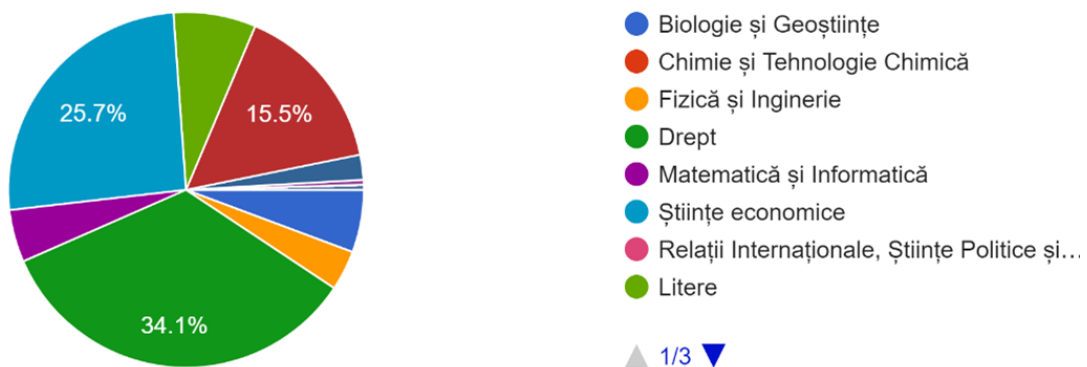 25.7%
15.5%
34.1%
Biologie și Geoștiințe
Chimie și Tehnologie Chimică
Fizică și Inginerie
Drept
Matematică și Informatică
Științe economice
Relații Internaționale, Științe Politice și...
Litere
1/3